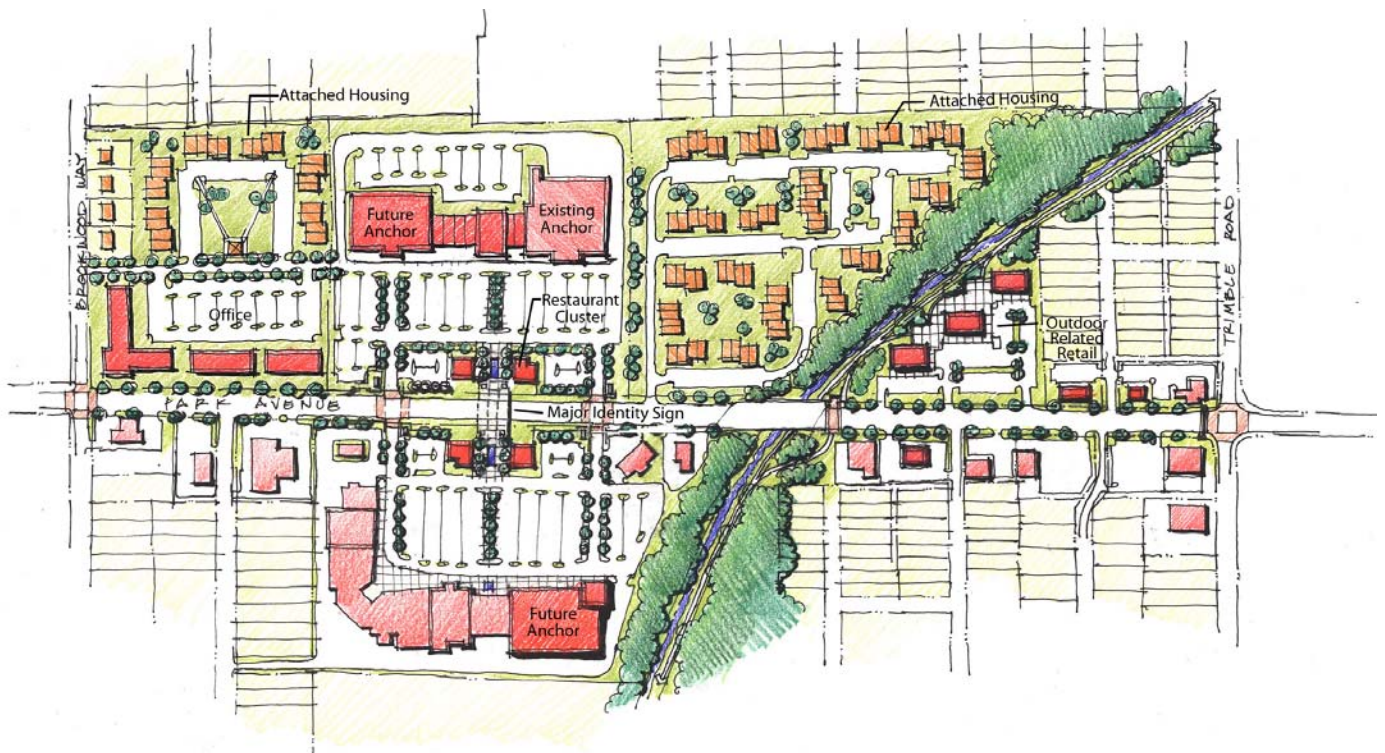 Attached Housing
Attached Housing
BROOKWOOD WAY
Future
Anchor
Existing
Anchor
TRIMBLE ROAD
Office
Restaurant
Cluster
Outdoor
Related
Retail
PARK AVENUE
Major Identity Sign
Future
Anchor